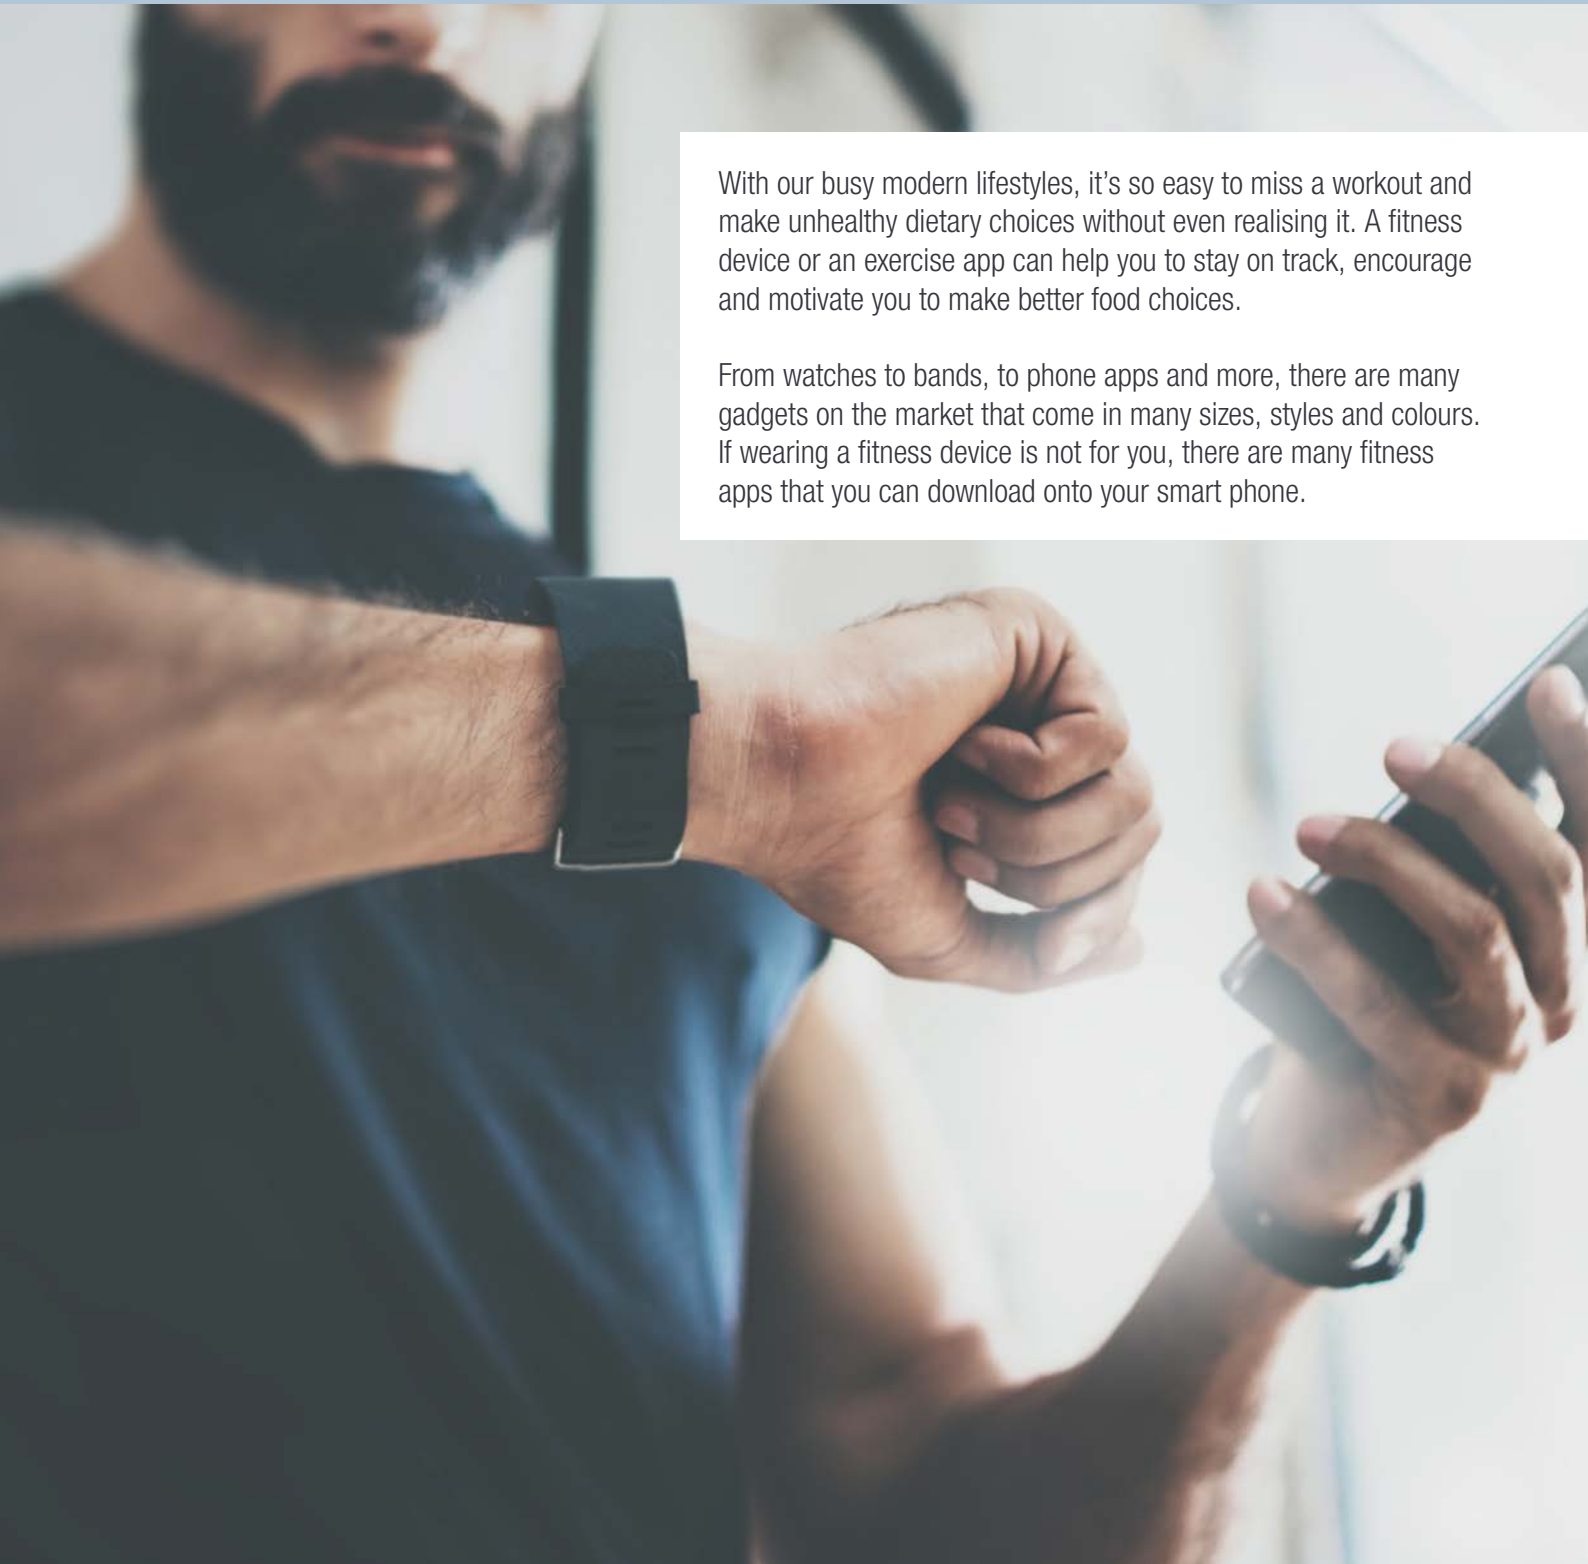 With our busy modern lifestyles, it’s so easy to miss a workout and
make unhealthy dietary choices without even realising it. A fitness
device or an exercise app can help you to stay on track, encourage
and motivate you to make better food choices.
From watches to bands, to phone apps and more, there are many
gadgets on the market that come in many sizes, styles and colours.
If wearing a fitness device is not for you, there are many fitness
apps that you can download onto your smart phone.